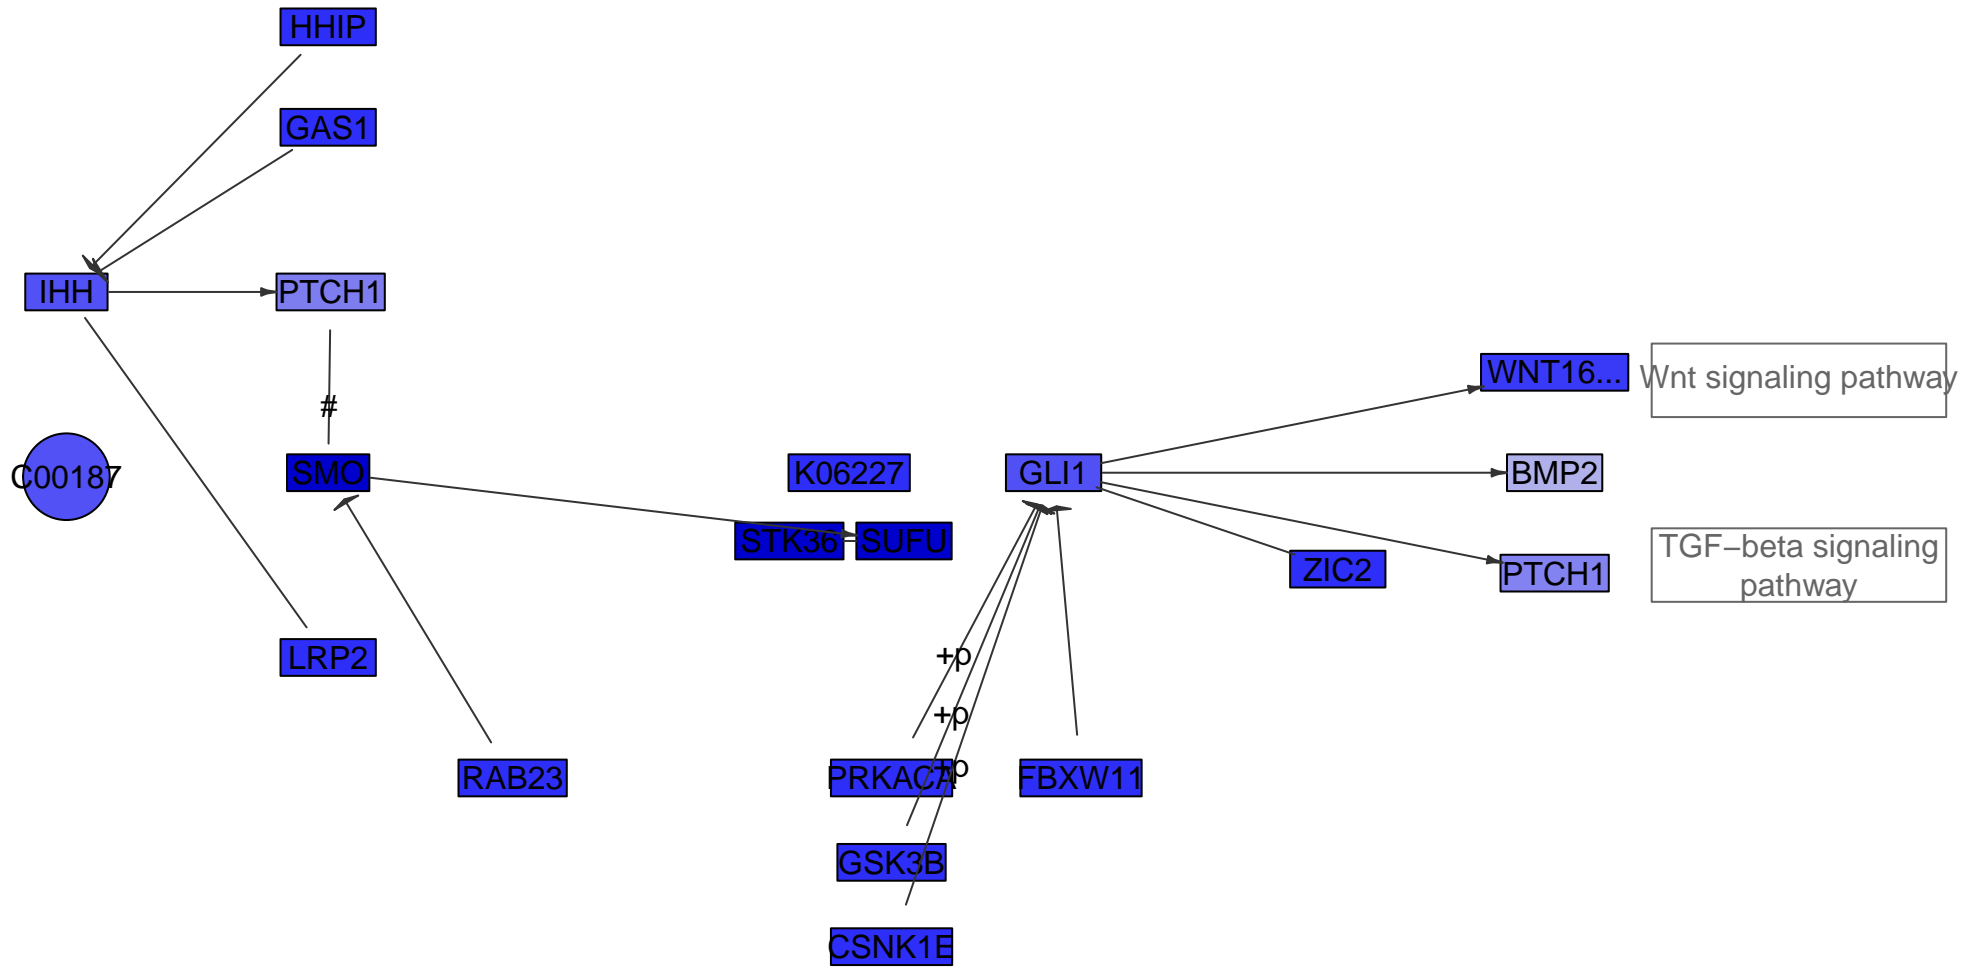 HHIP
GAS1
IHH
PTCH1
WNT16...
Wnt signaling pathway
#
C00187
SMO
K06227
GLI1
BMP2
STK36
SUFU
ZIC2
PTCH1
TGF−beta signaling
pathway
LRP2
+p
+p
+p
RAB23
PRKACA
FBXW11
GSK3B
CSNK1E